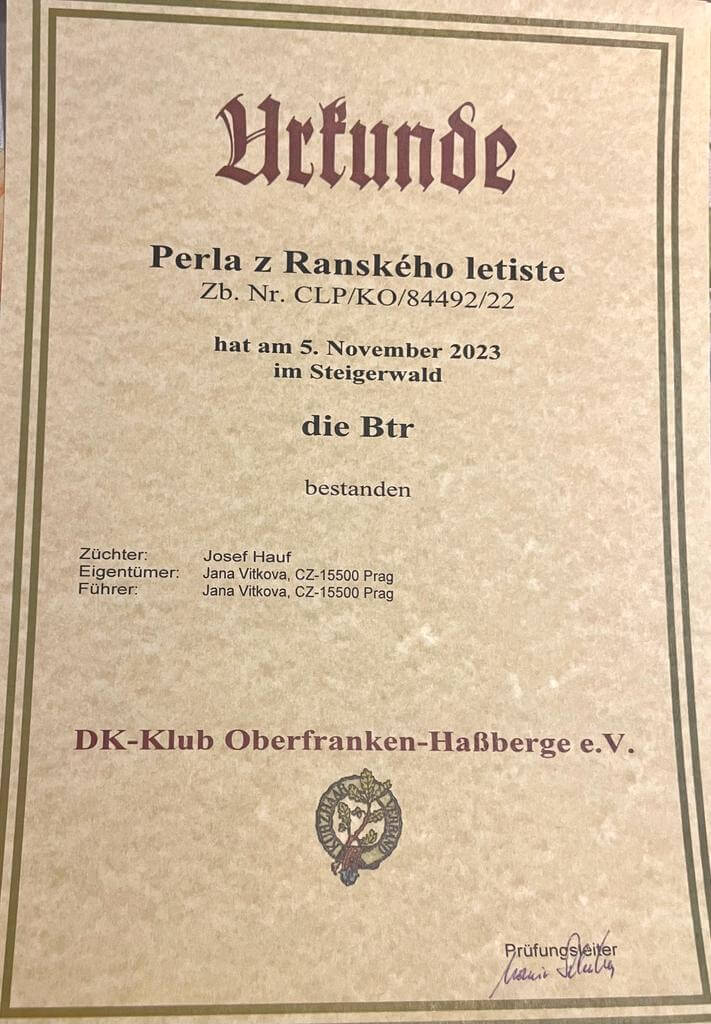 Urkunde
Perla z Ranského letiste
Zb. Nr. CLP/KO/84492/22
hat am 5. November 2023
im Steigerwald
die Btr
bestanden
Züchter: Josef Hauf
Eigentümer: Jana Vitkova, CZ-15500 Prag
Führer: Jana Vitkova, CZ-15500 Prag
DK-Klub Oberfranken-Haßberge e.V.
KURZHAAR VERBAND
Prüfungsleiter